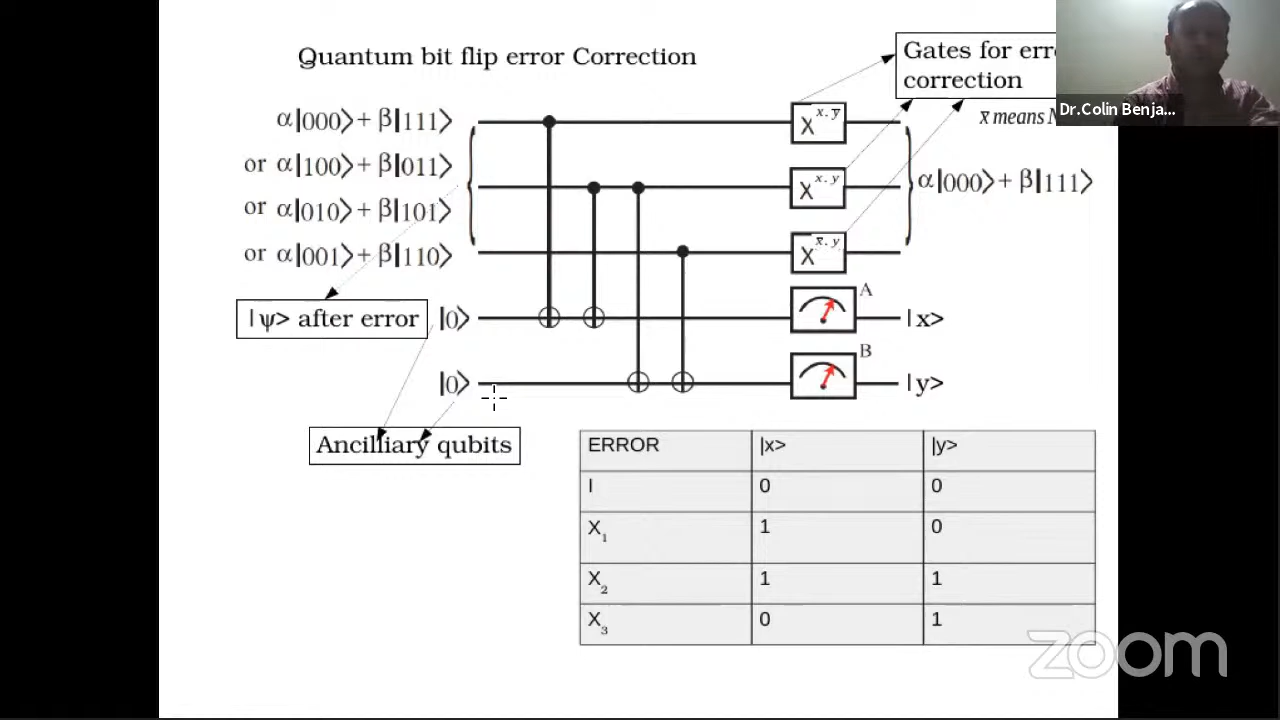 Quantum bit flip error Correction
Gates for erro
correction
Dr.Colin Benja...
x̅ means N
α|000⟩ + β|111⟩
or α|100⟩ + β|011⟩
or α|010⟩ + β|101⟩
or α|001⟩ + β|110⟩
X^x.y̅
X^x.y
X^x̅.y
α|000⟩ + β|111⟩
|ψ> after error
|0⟩
A
|x>
|0⟩
B
|y>
Ancilliary qubits
ERROR |x> |y>
I 0 0
X₁ 1 0
X₂ 1 1
X₃ 0 1
zoom